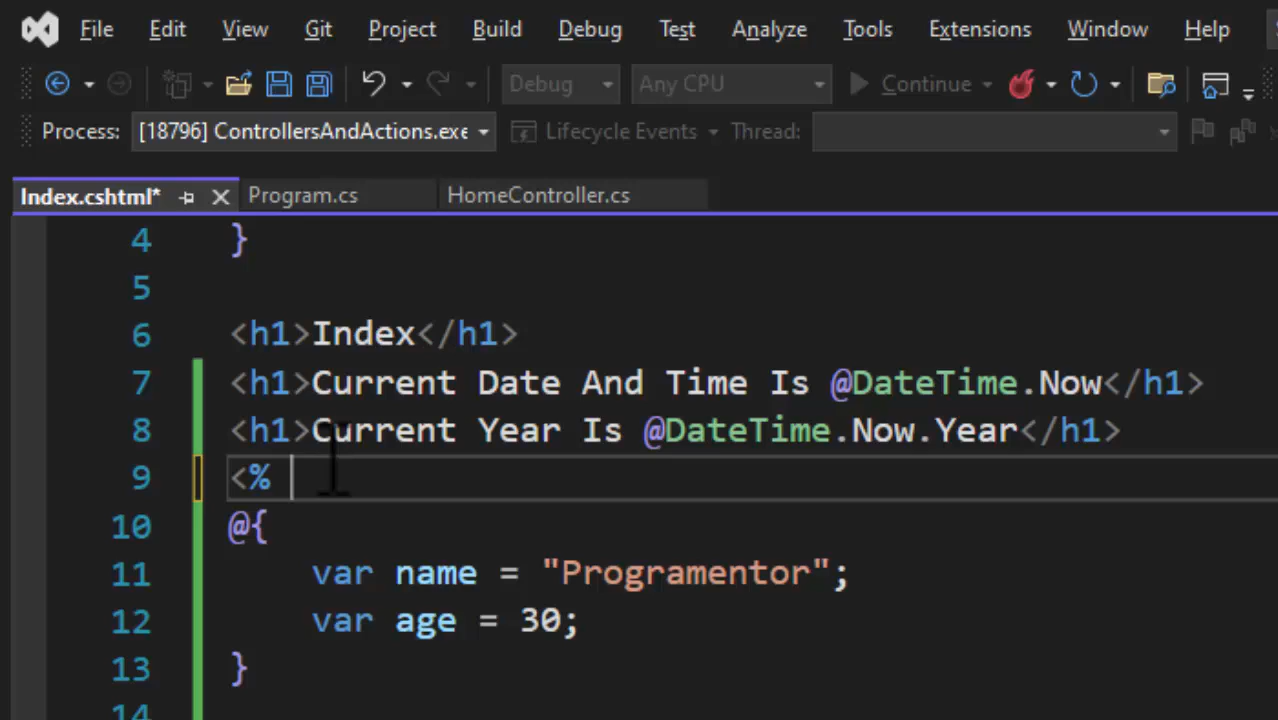 File Edit View Git Project Build Debug Test Analyze Tools Extensions Window Help
Debug Any CPU Continue
Process: [18796] ControllersAndActions.exe Lifecycle Events Thread:
Index.cshtml* Program.cs HomeController.cs
4 }
5
6 <h1>Index</h1>
7 <h1>Current Date And Time Is @DateTime.Now</h1>
8 <h1>Current Year Is @DateTime.Now.Year</h1>
9 <%
10 @{
11 var name = "Programentor";
12 var age = 30;
13 }
14